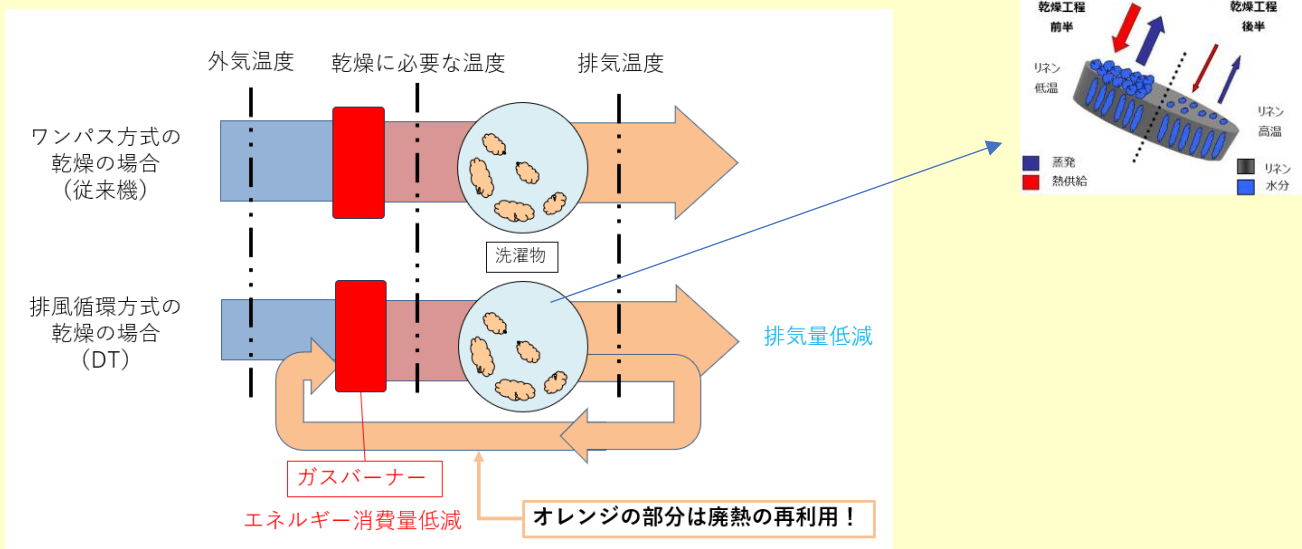 外気温度
乾燥に必要な温度
排気温度
ワンパス方式の
乾燥の場合
（従来機）
洗濯物
排風循環方式の
乾燥の場合
（DT）
排気量低減
ガスバーナー
エネルギー消費量低減
オレンジの部分は廃熱の再利用！
乾燥工程
前半
乾燥工程
後半
リネン
低温
リネン
高温
蒸発
熱供給
リネン
水分